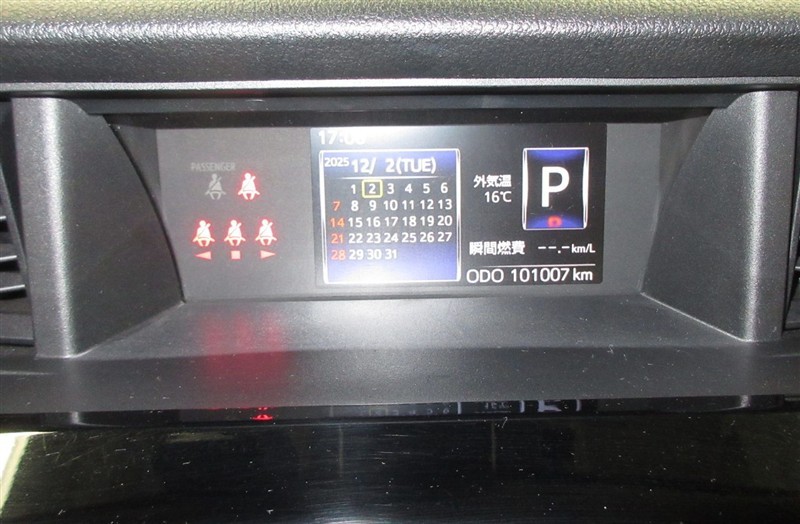 PASSENGER
2025 12/ 2(TUE)
1 2 3 4 5 6
7 8 9 10 11 12 13
14 15 16 17 18 19 20
21 22 23 24 25 26 27
28 29 30 31
外気温
16℃
P
瞬間燃費 --.- km/L
ODO 101007 km